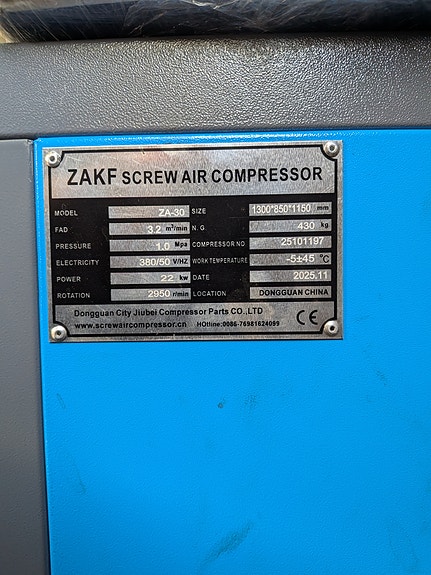 ZAKF SCREW AIR COMPRESSOR
MODEL ZA-30 SIZE 1300*850*1150 mm
FAD 3.2 m³/min N. G 430 kg
PRESSURE 1.0 Mpa COMPRESSOR NO 25101197
ELECTRICITY 380/50 V/HZ WORK TEMPERATURE -5±45 °C
POWER 22 kw DATE 2025.11
ROTATION 2950 r/min LOCATION DONGGUAN CHINA
Dongguan City Jiubei Compressor Parts CO.,LTD
www.screwaircompressor.cn HOtline:0086-76981624099 CE